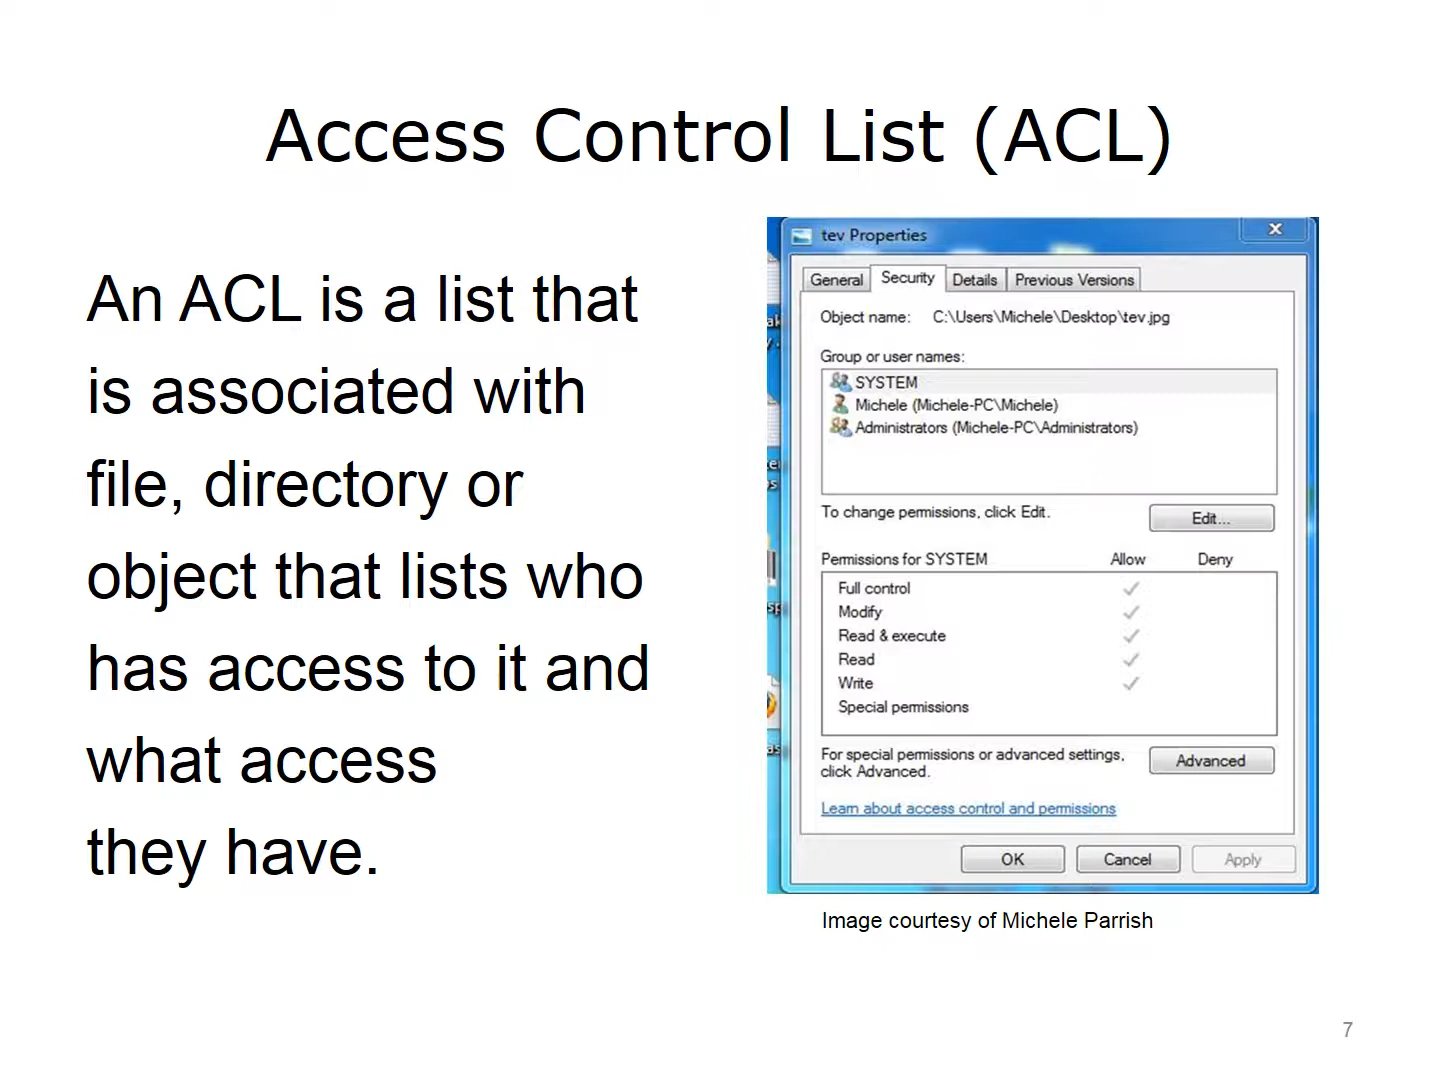 Access Control List (ACL)
An ACL is a list that
is associated with
file, directory or
object that lists who
has access to it and
what access
they have.
tev Properties
General Security Details Previous Versions
Object name: C:\Users\Michele\Desktop\tev.jpg
Group or user names:
SYSTEM
Michele (Michele-PC\Michele)
Administrators (Michele-PC\Administrators)
To change permissions, click Edit. Edit...
Permissions for SYSTEM Allow Deny
Full control
Modify
Read & execute
Read
Write
Special permissions
For special permissions or advanced settings,
click Advanced. Advanced
Learn about access control and permissions
OK Cancel Apply
Image courtesy of Michele Parrish
7